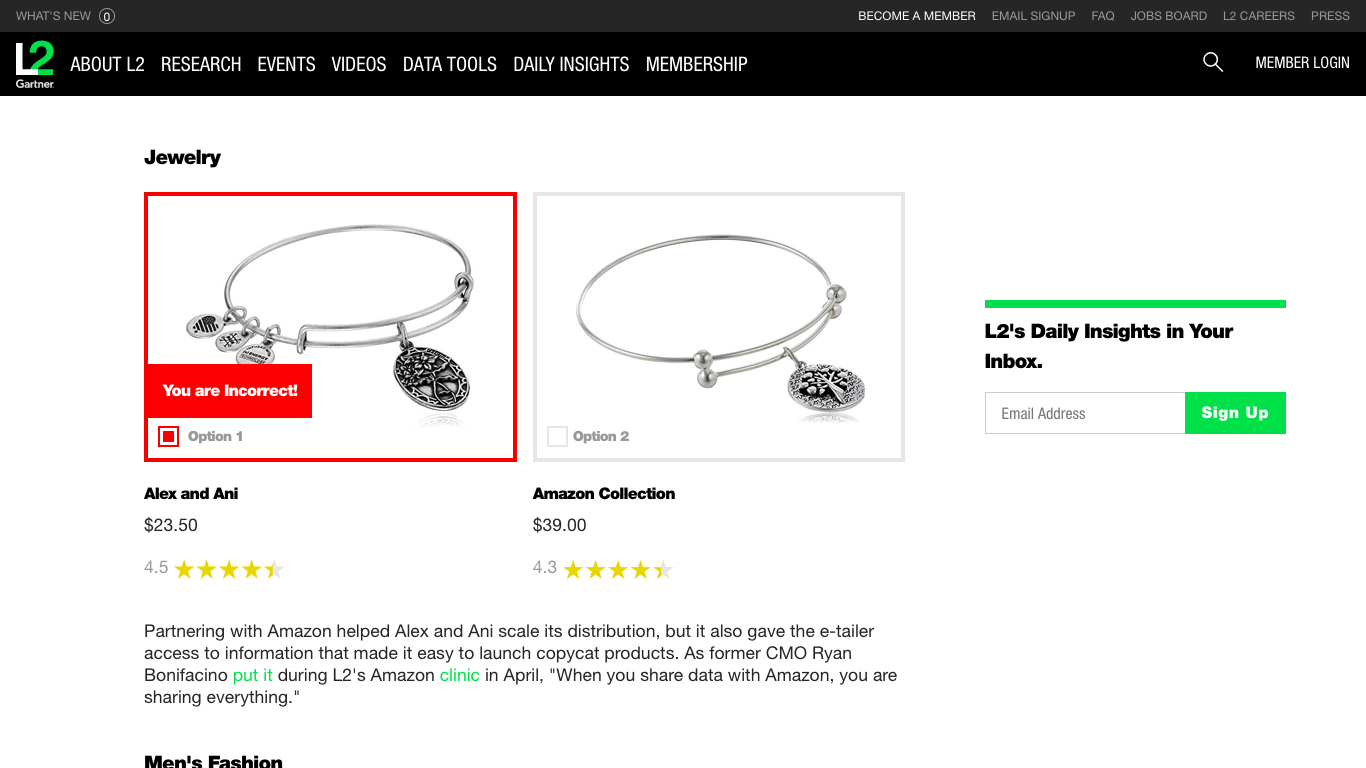 WHAT'S NEW 0 BECOME A MEMBER EMAIL SIGNUP FAQ JOBS BOARD L2 CAREERS PRESS
L2 Gartner ABOUT L2 RESEARCH EVENTS VIDEOS DATA TOOLS DAILY INSIGHTS MEMBERSHIP MEMBER LOGIN
Jewelry
You are Incorrect!
Option 1
Option 2
Alex and Ani
$23.50
4.5
Amazon Collection
$39.00
4.3
Partnering with Amazon helped Alex and Ani scale its distribution, but it also gave the e-tailer
access to information that made it easy to launch copycat products. As former CMO Ryan
Bonifacino put it during L2's Amazon clinic in April, "When you share data with Amazon, you are
sharing everything."
Men's Fashion
L2's Daily Insights in Your
Inbox.
Email Address Sign Up